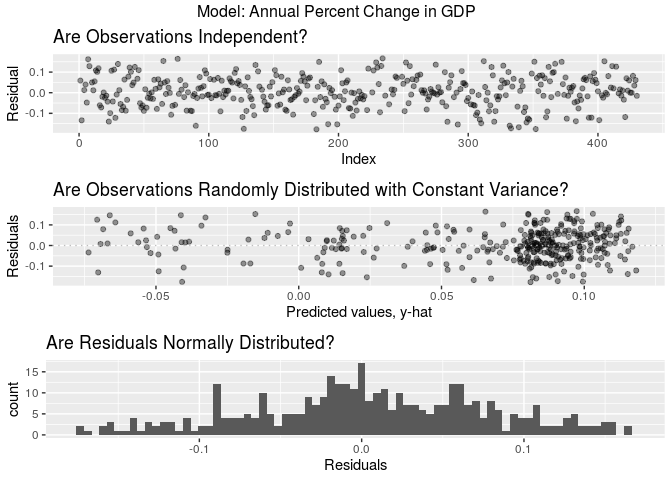 Model: Annual Percent Change in GDP
Are Observations Independent?
Residual
0.1
0.0
-0.1
0 100 200 300 400
Index
Are Observations Randomly Distributed with Constant Variance?
Residuals
0.1
0.0
-0.1
-0.05 0.00 0.05 0.10
Predicted values, y-hat
Are Residuals Normally Distributed?
count
15
10
5
0
-0.1 0.0 0.1
Residuals